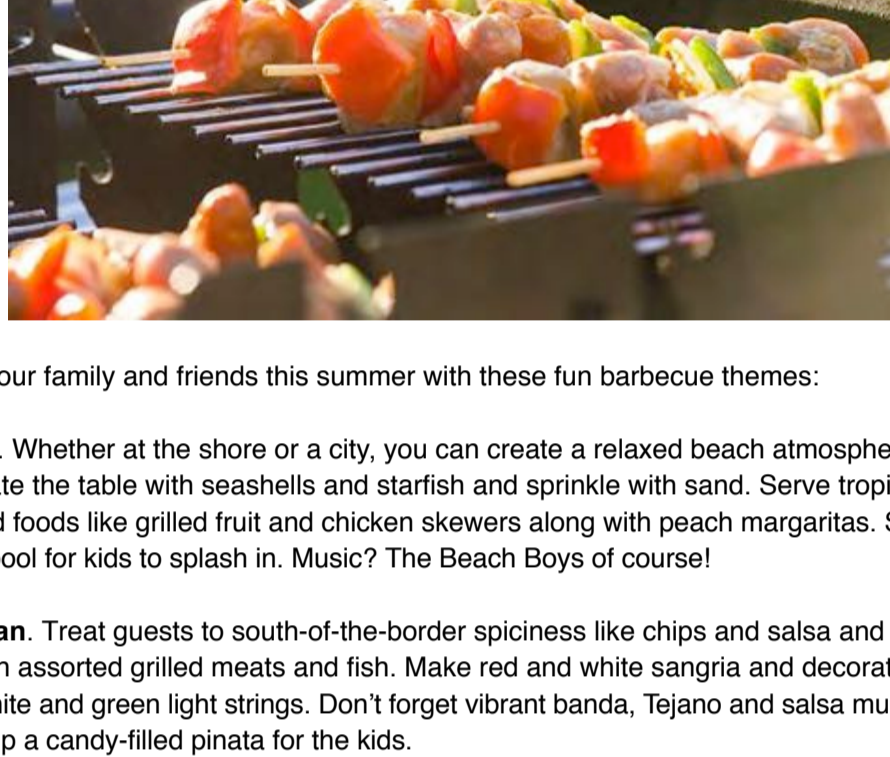 our family and friends this summer with these fun barbecue themes:
. Whether at the shore or a city, you can create a relaxed beach atmosphe
te the table with seashells and starfish and sprinkle with sand. Serve tropi
d foods like grilled fruit and chicken skewers along with peach margaritas. S
ool for kids to splash in. Music? The Beach Boys of course!
an. Treat guests to south-of-the-border spiciness like chips and salsa and
n assorted grilled meats and fish. Make red and white sangria and decorat
ite and green light strings. Don’t forget vibrant banda, Tejano and salsa mu
p a candy-filled pinata for the kids.